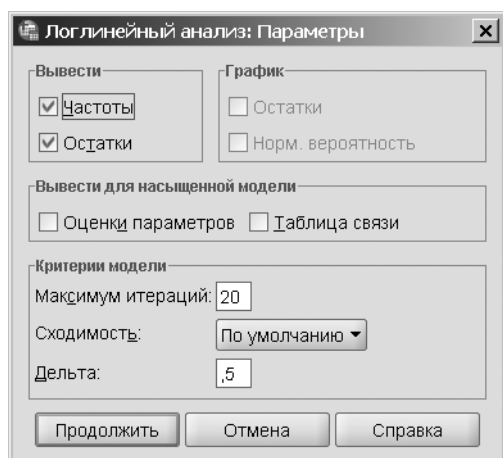 Логлинейный анализ: Параметры
Вывести
График
Частоты
Остатки
Остатки
Норм. вероятность
Вывести для насыщенной модели
Оценки параметров Таблица связи
Критерии модели
Максимум итераций: 20
Сходимость: По умолчанию
Дельта: ,5
Продолжить Отмена Справка